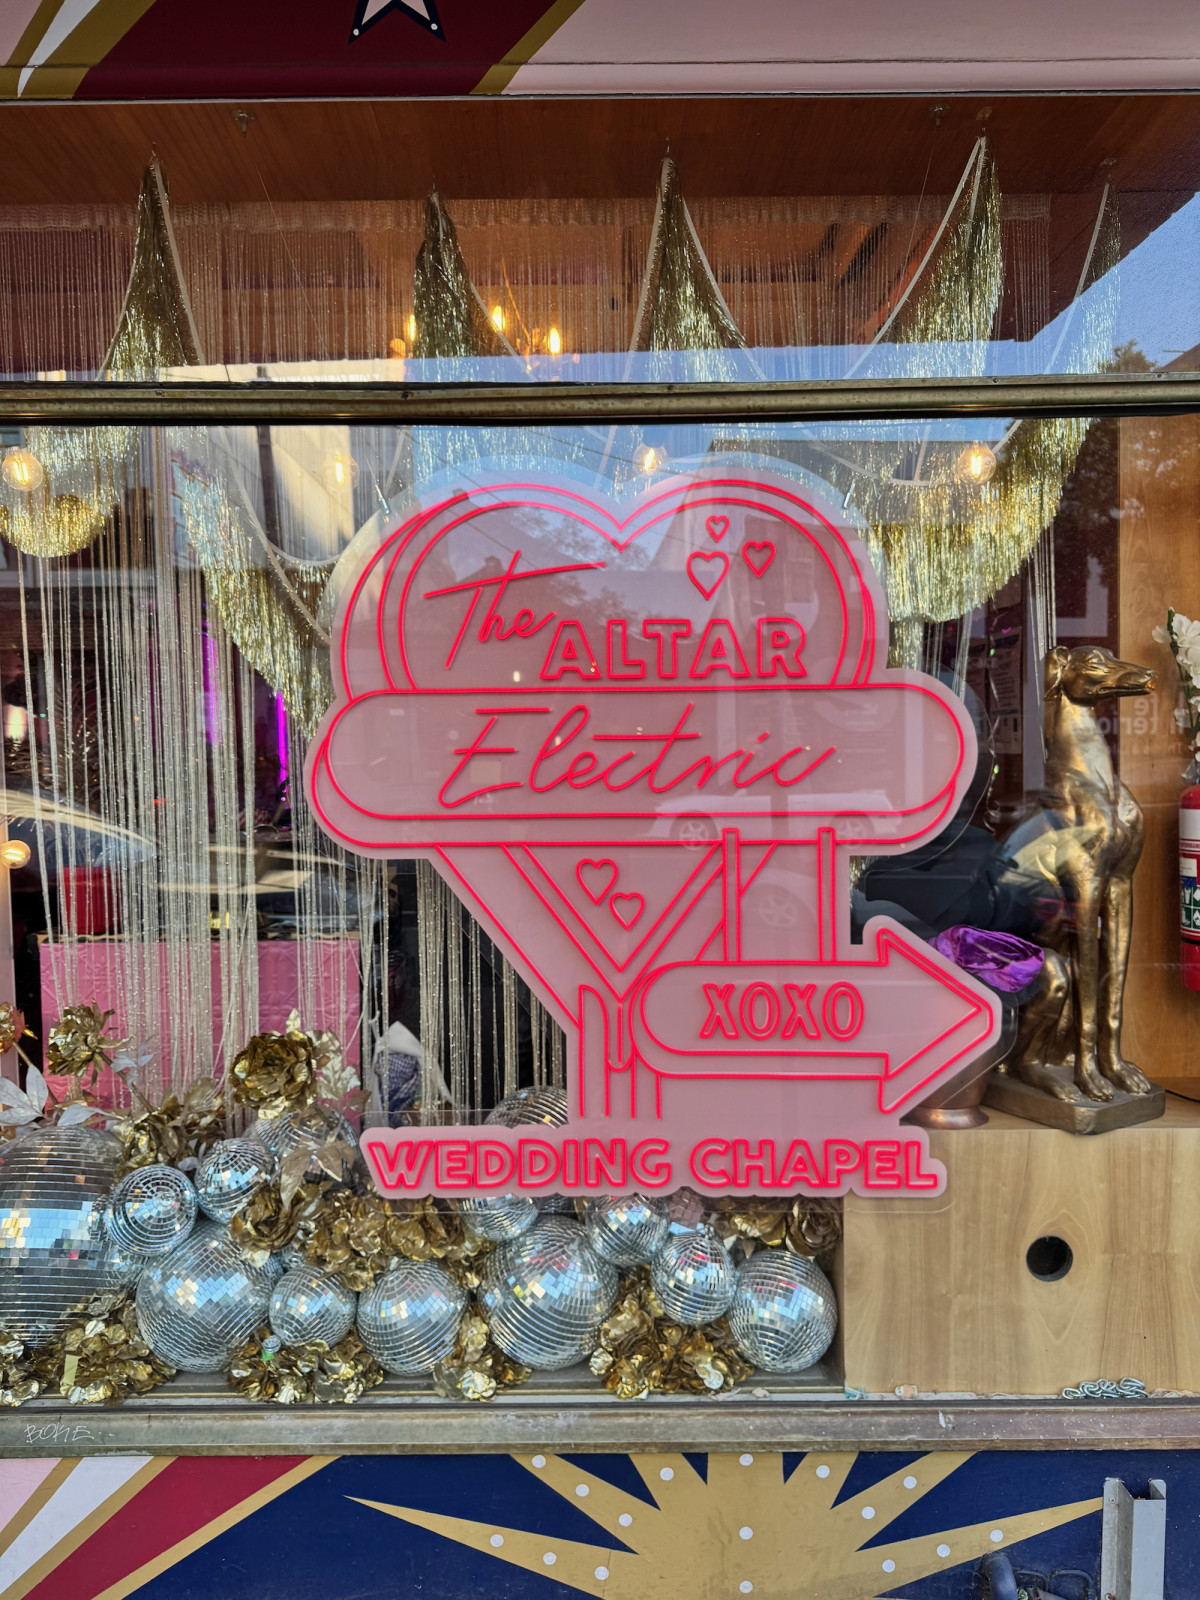 The
ALTAR
Electric
XOXO
WEDDING CHAPEL